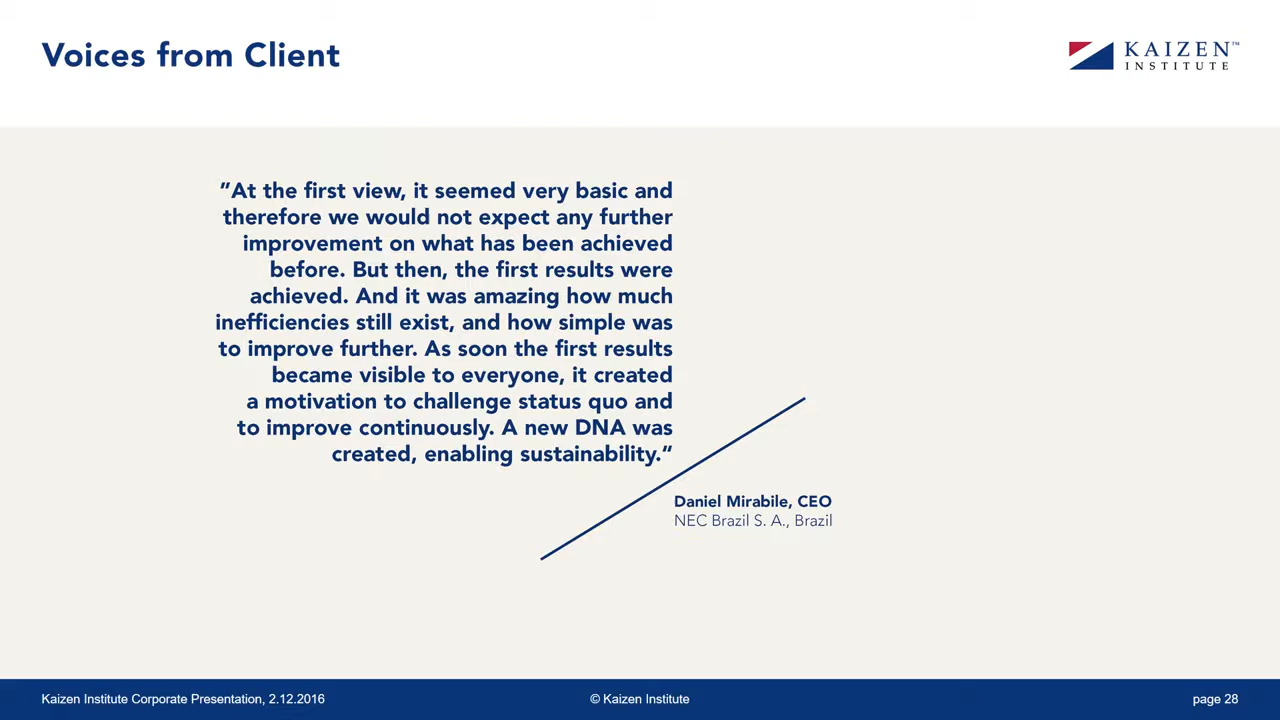 Voices from Client
KAIZEN™
INSTITUTE
”At the first view, it seemed very basic and
therefore we would not expect any further
improvement on what has been achieved
before. But then, the first results were
achieved. And it was amazing how much
inefficiencies still exist, and how simple was
to improve further. As soon the first results
became visible to everyone, it created
a motivation to challenge status quo and
to improve continuously. A new DNA was
created, enabling sustainability.“
Daniel Mirabile, CEO
NEC Brazil S. A., Brazil
Kaizen Institute Corporate Presentation, 2.12.2016
© Kaizen Institute
page 28